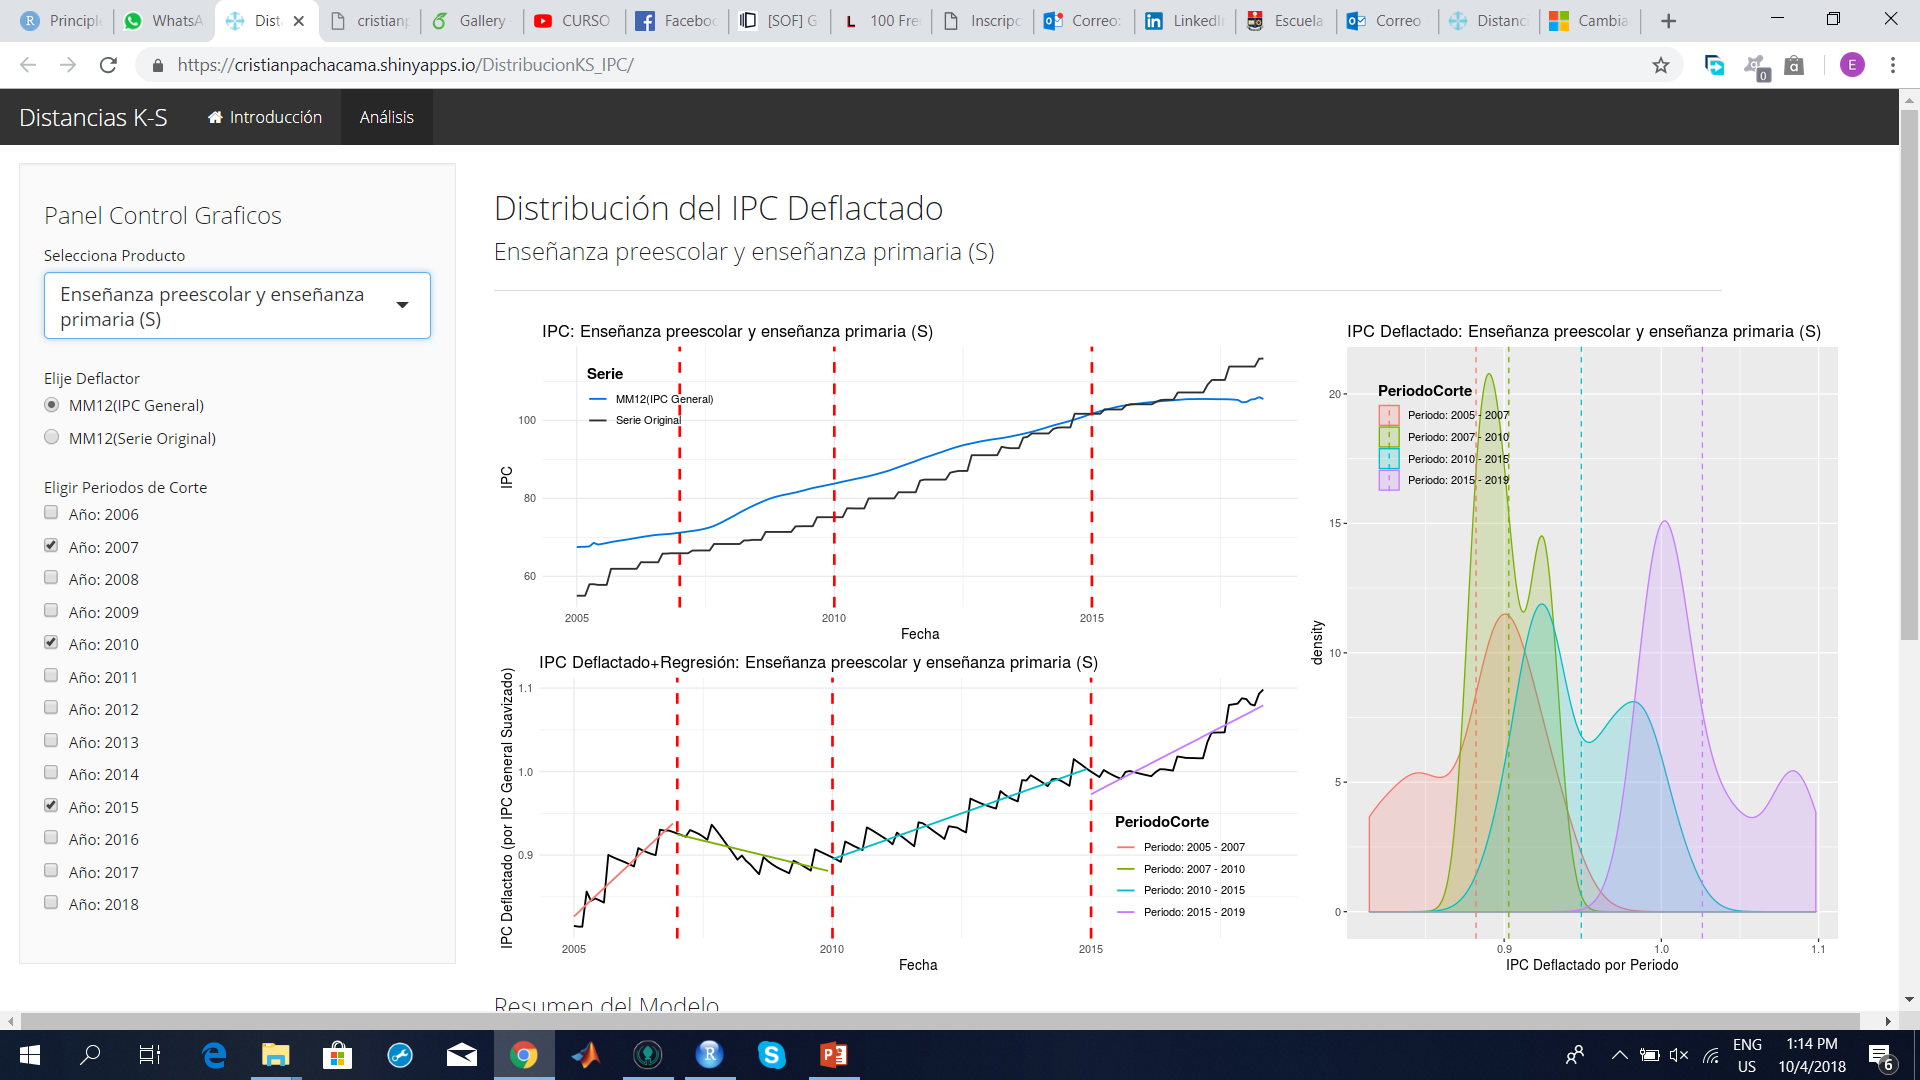 Principl
WhatsA
Dist
cristianp
Gallery
CURSO
Faceboo
[SOF] G
100 Fre
Inscripc
Correo:
LinkedIn
Escuela
Correo
Distanc
Cambia
https://cristianpachacama.shinyapps.io/DistribucionKS_IPC/
0
E
Distancias K-S
Introducción
Análisis
Panel Control Graficos
Selecciona Producto
Enseñanza preescolar y enseñanza
primaria (S)
Elije Deflactor
MM12(IPC General)
MM12(Serie Original)
Eligir Periodos de Corte
Año: 2006
Año: 2007
Año: 2008
Año: 2009
Año: 2010
Año: 2011
Año: 2012
Año: 2013
Año: 2014
Año: 2015
Año: 2016
Año: 2017
Año: 2018
Distribución del IPC Deflactado
Enseñanza preescolar y enseñanza primaria (S)
IPC: Enseñanza preescolar y enseñanza primaria (S)
Serie
MM12(IPC General)
Serie Original
IPC
100
80
60
2005
2010
2015
Fecha
IPC Deflactado+Regresión: Enseñanza preescolar y enseñanza primaria (S)
IPC Deflactado (por IPC General Suavizado)
1.1
1.0
0.9
PeriodoCorte
Periodo: 2005 - 2007
Periodo: 2007 - 2010
Periodo: 2010 - 2015
Periodo: 2015 - 2019
2005
2010
2015
Fecha
IPC Deflactado: Enseñanza preescolar y enseñanza primaria (S)
PeriodoCorte
Periodo: 2005 - 2007
Periodo: 2007 - 2010
Periodo: 2010 - 2015
Periodo: 2015 - 2019
density
20
15
10
5
0
0.9
1.0
1.1
IPC Deflactado por Periodo
Resumen del Modelo
ENG
US
1:14 PM
10/4/2018
6